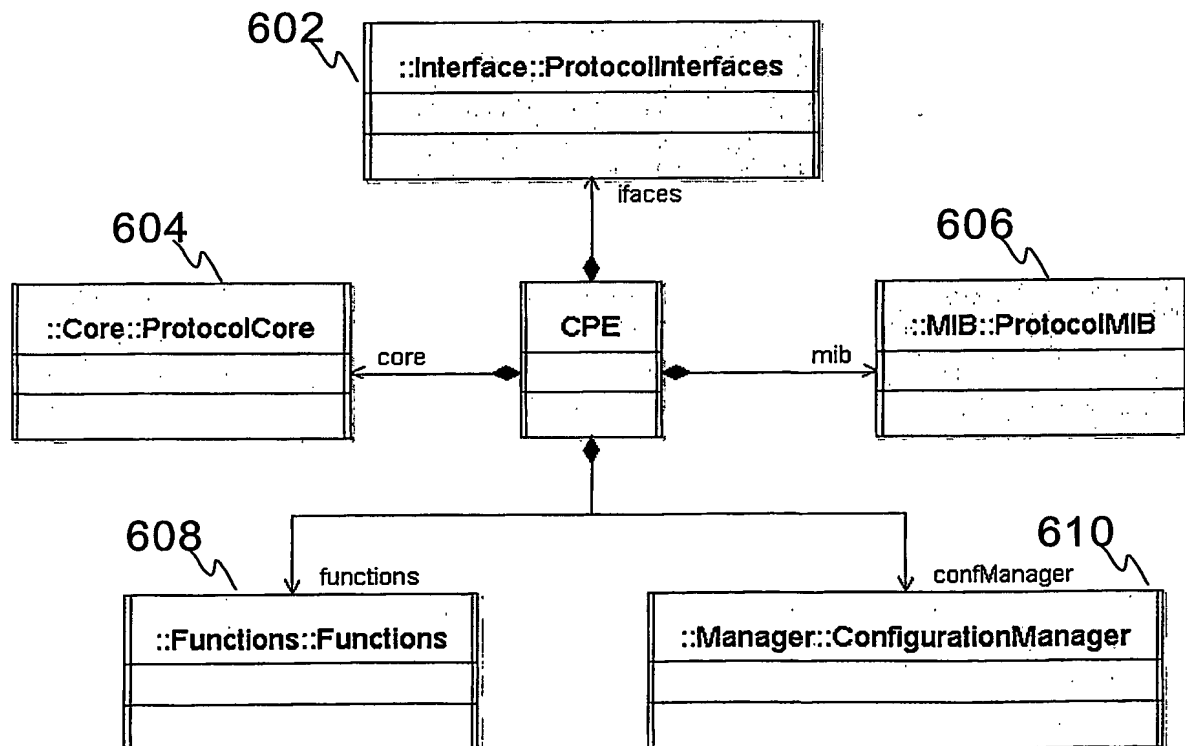 602
::Interface::ProtocolInterfaces
ifaces
604
606
::Core::ProtocolCore
CPE
::MIB::ProtocolMIB
core
mib
608
610
functions
confManager
::Functions::Functions
::Manager::ConfigurationManager